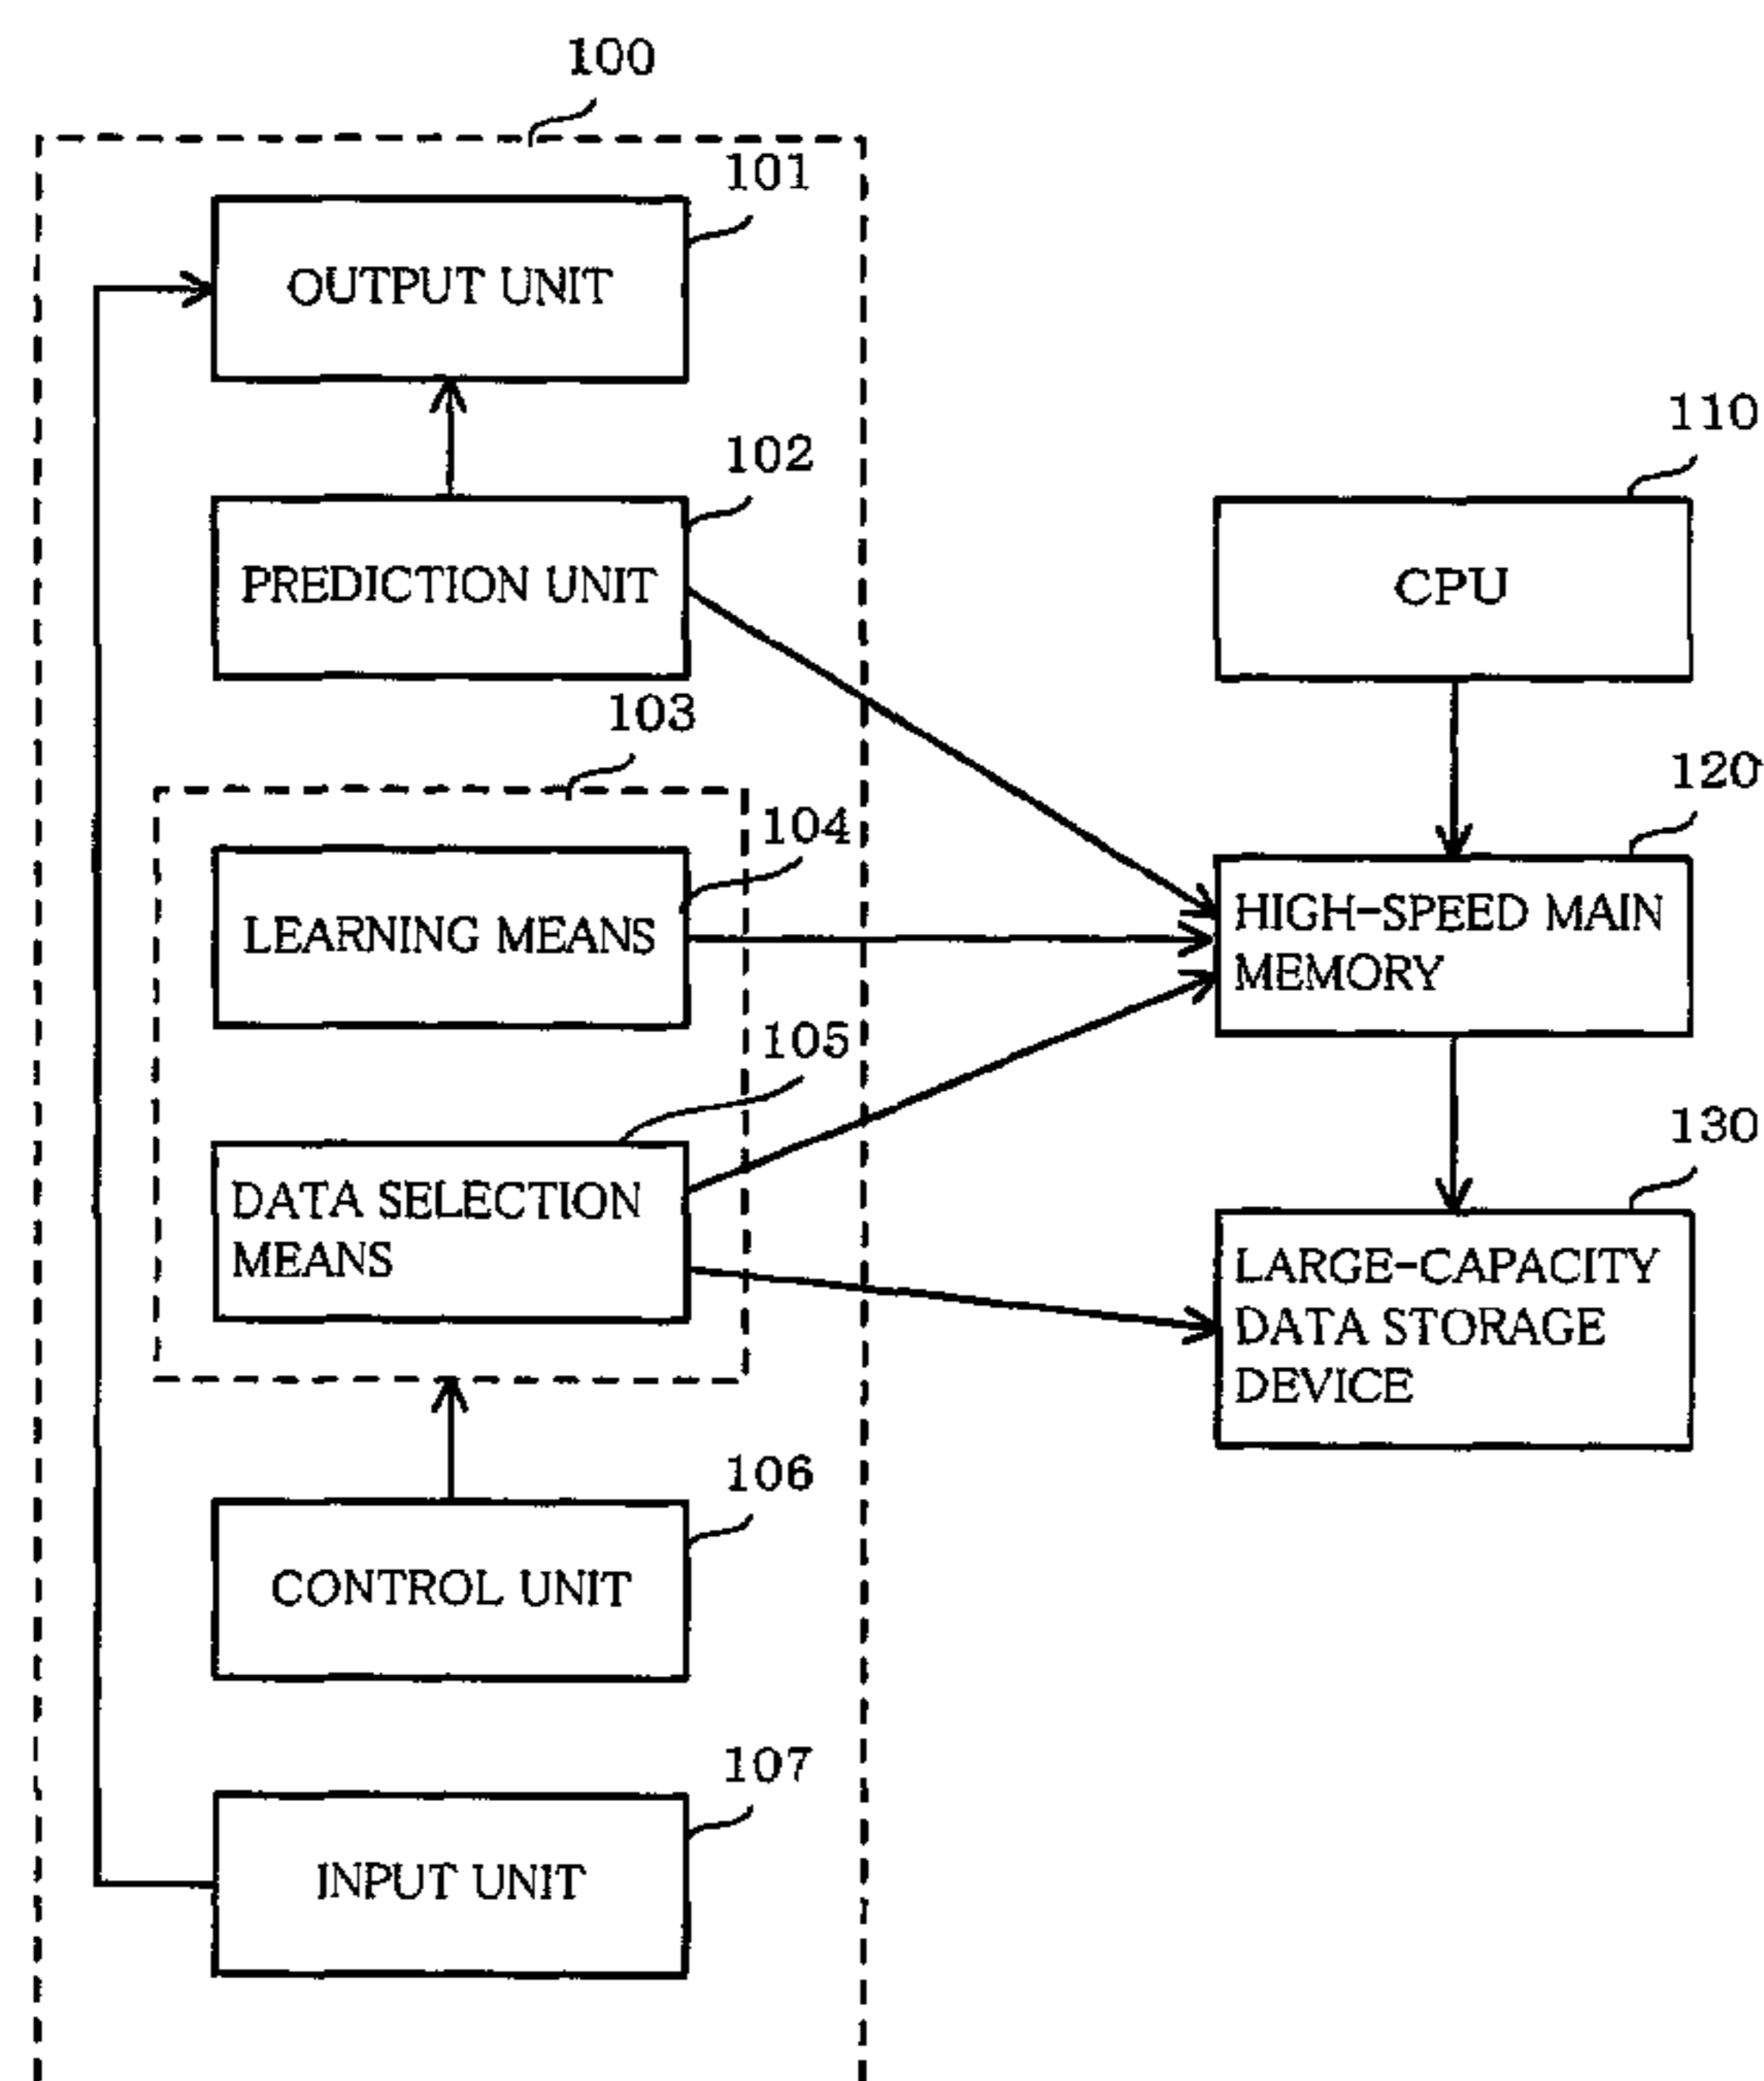 100
101
OUTPUT UNIT
102
PREDICTION UNIT
103
104
LEARNING MEANS
105
DATA SELECTION
MEANS
106
CONTROL UNIT
107
INPUT UNIT
110
CPU
120
HIGH-SPEED MAIN
MEMORY
130
LARGE-CAPACITY
DATA STORAGE
DEVICE